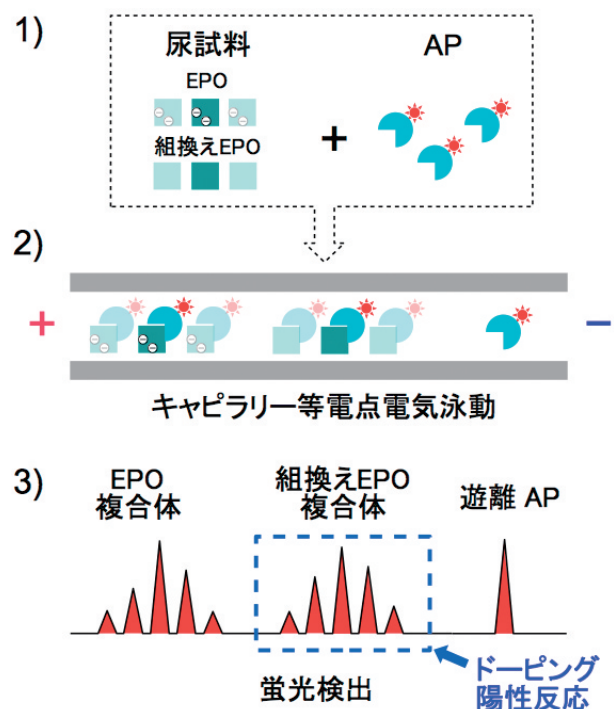 1)
尿試料
AP
EPO
組換えEPO
+
2)
+
−
キャピラリー等電点電気泳動
3)
EPO
複合体
組換えEPO
複合体
遊離 AP
蛍光検出
ドーピング
陽性反応